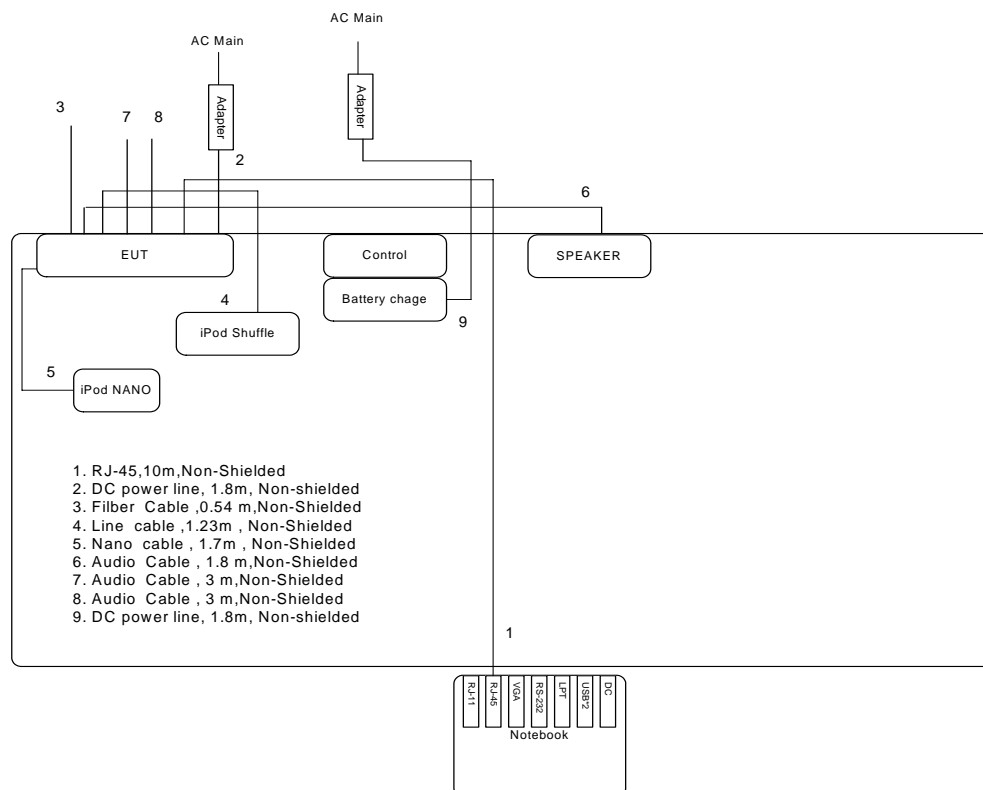 AC Main
AC Main
Adapter
Adapter
3
7
8
2
6
EUT
Control
SPEAKER
Battery chage
4
9
iPod Shuffle
5
iPod NANO
1. RJ-45,10m,Non-Shielded
2. DC power line, 1.8m, Non-shielded
3. Filber Cable ,0.54 m,Non-Shielded
4. Line cable ,1.23m , Non-Shielded
5. Nano cable , 1.7m , Non-Shielded
6. Audio Cable , 1.8 m,Non-Shielded
7. Audio Cable , 3 m,Non-Shielded
8. Audio Cable , 3 m,Non-Shielded
9. DC power line, 1.8m, Non-shielded
1
RJ-11
RJ-45
VGA
RS-232
LPT
USB*2
DC
Notebook